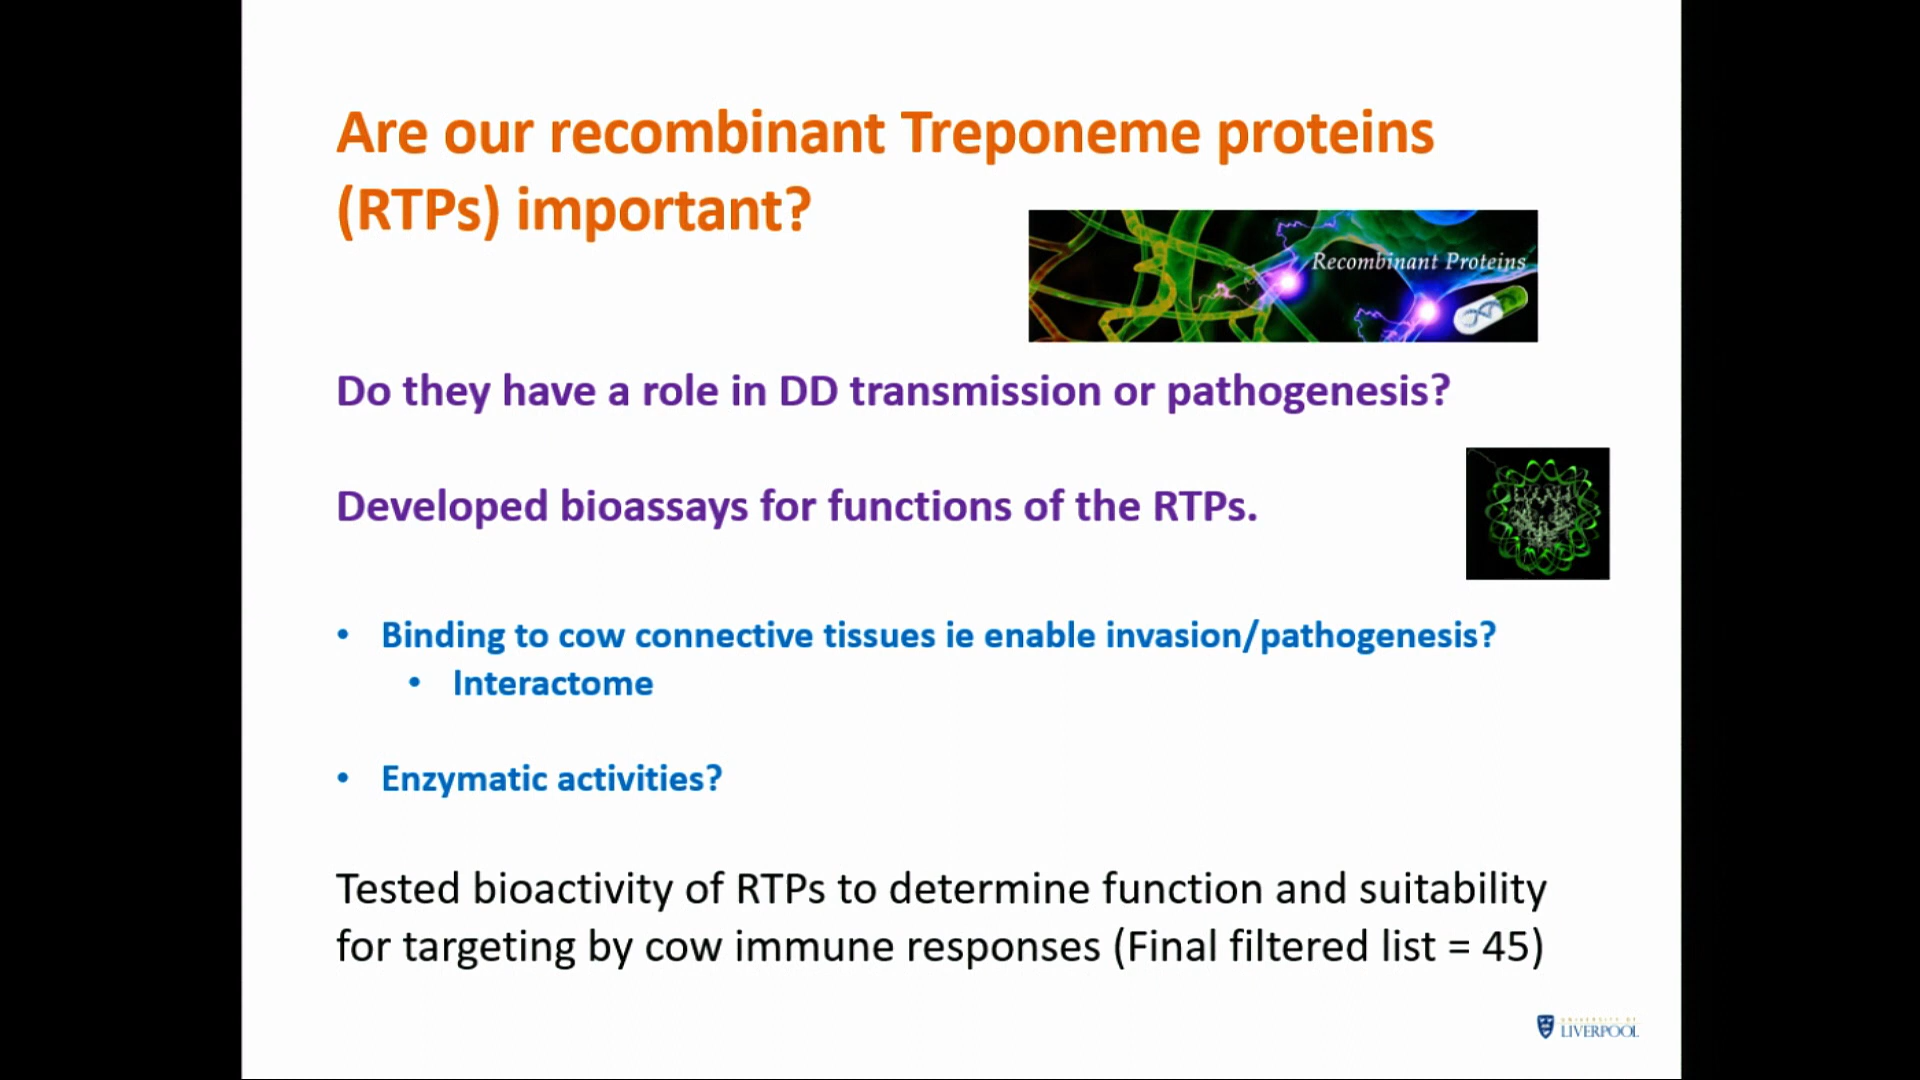 Are our recombinant Treponeme proteins
(RTPs) important?
Recombinant Proteins
Do they have a role in DD transmission or pathogenesis?
Developed bioassays for functions of the RTPs.
• Binding to cow connective tissues ie enable invasion/pathogenesis?
• Interactome
• Enzymatic activities?
Tested bioactivity of RTPs to determine function and suitability
for targeting by cow immune responses (Final filtered list = 45)
UNIVERSITY OF
LIVERPOOL